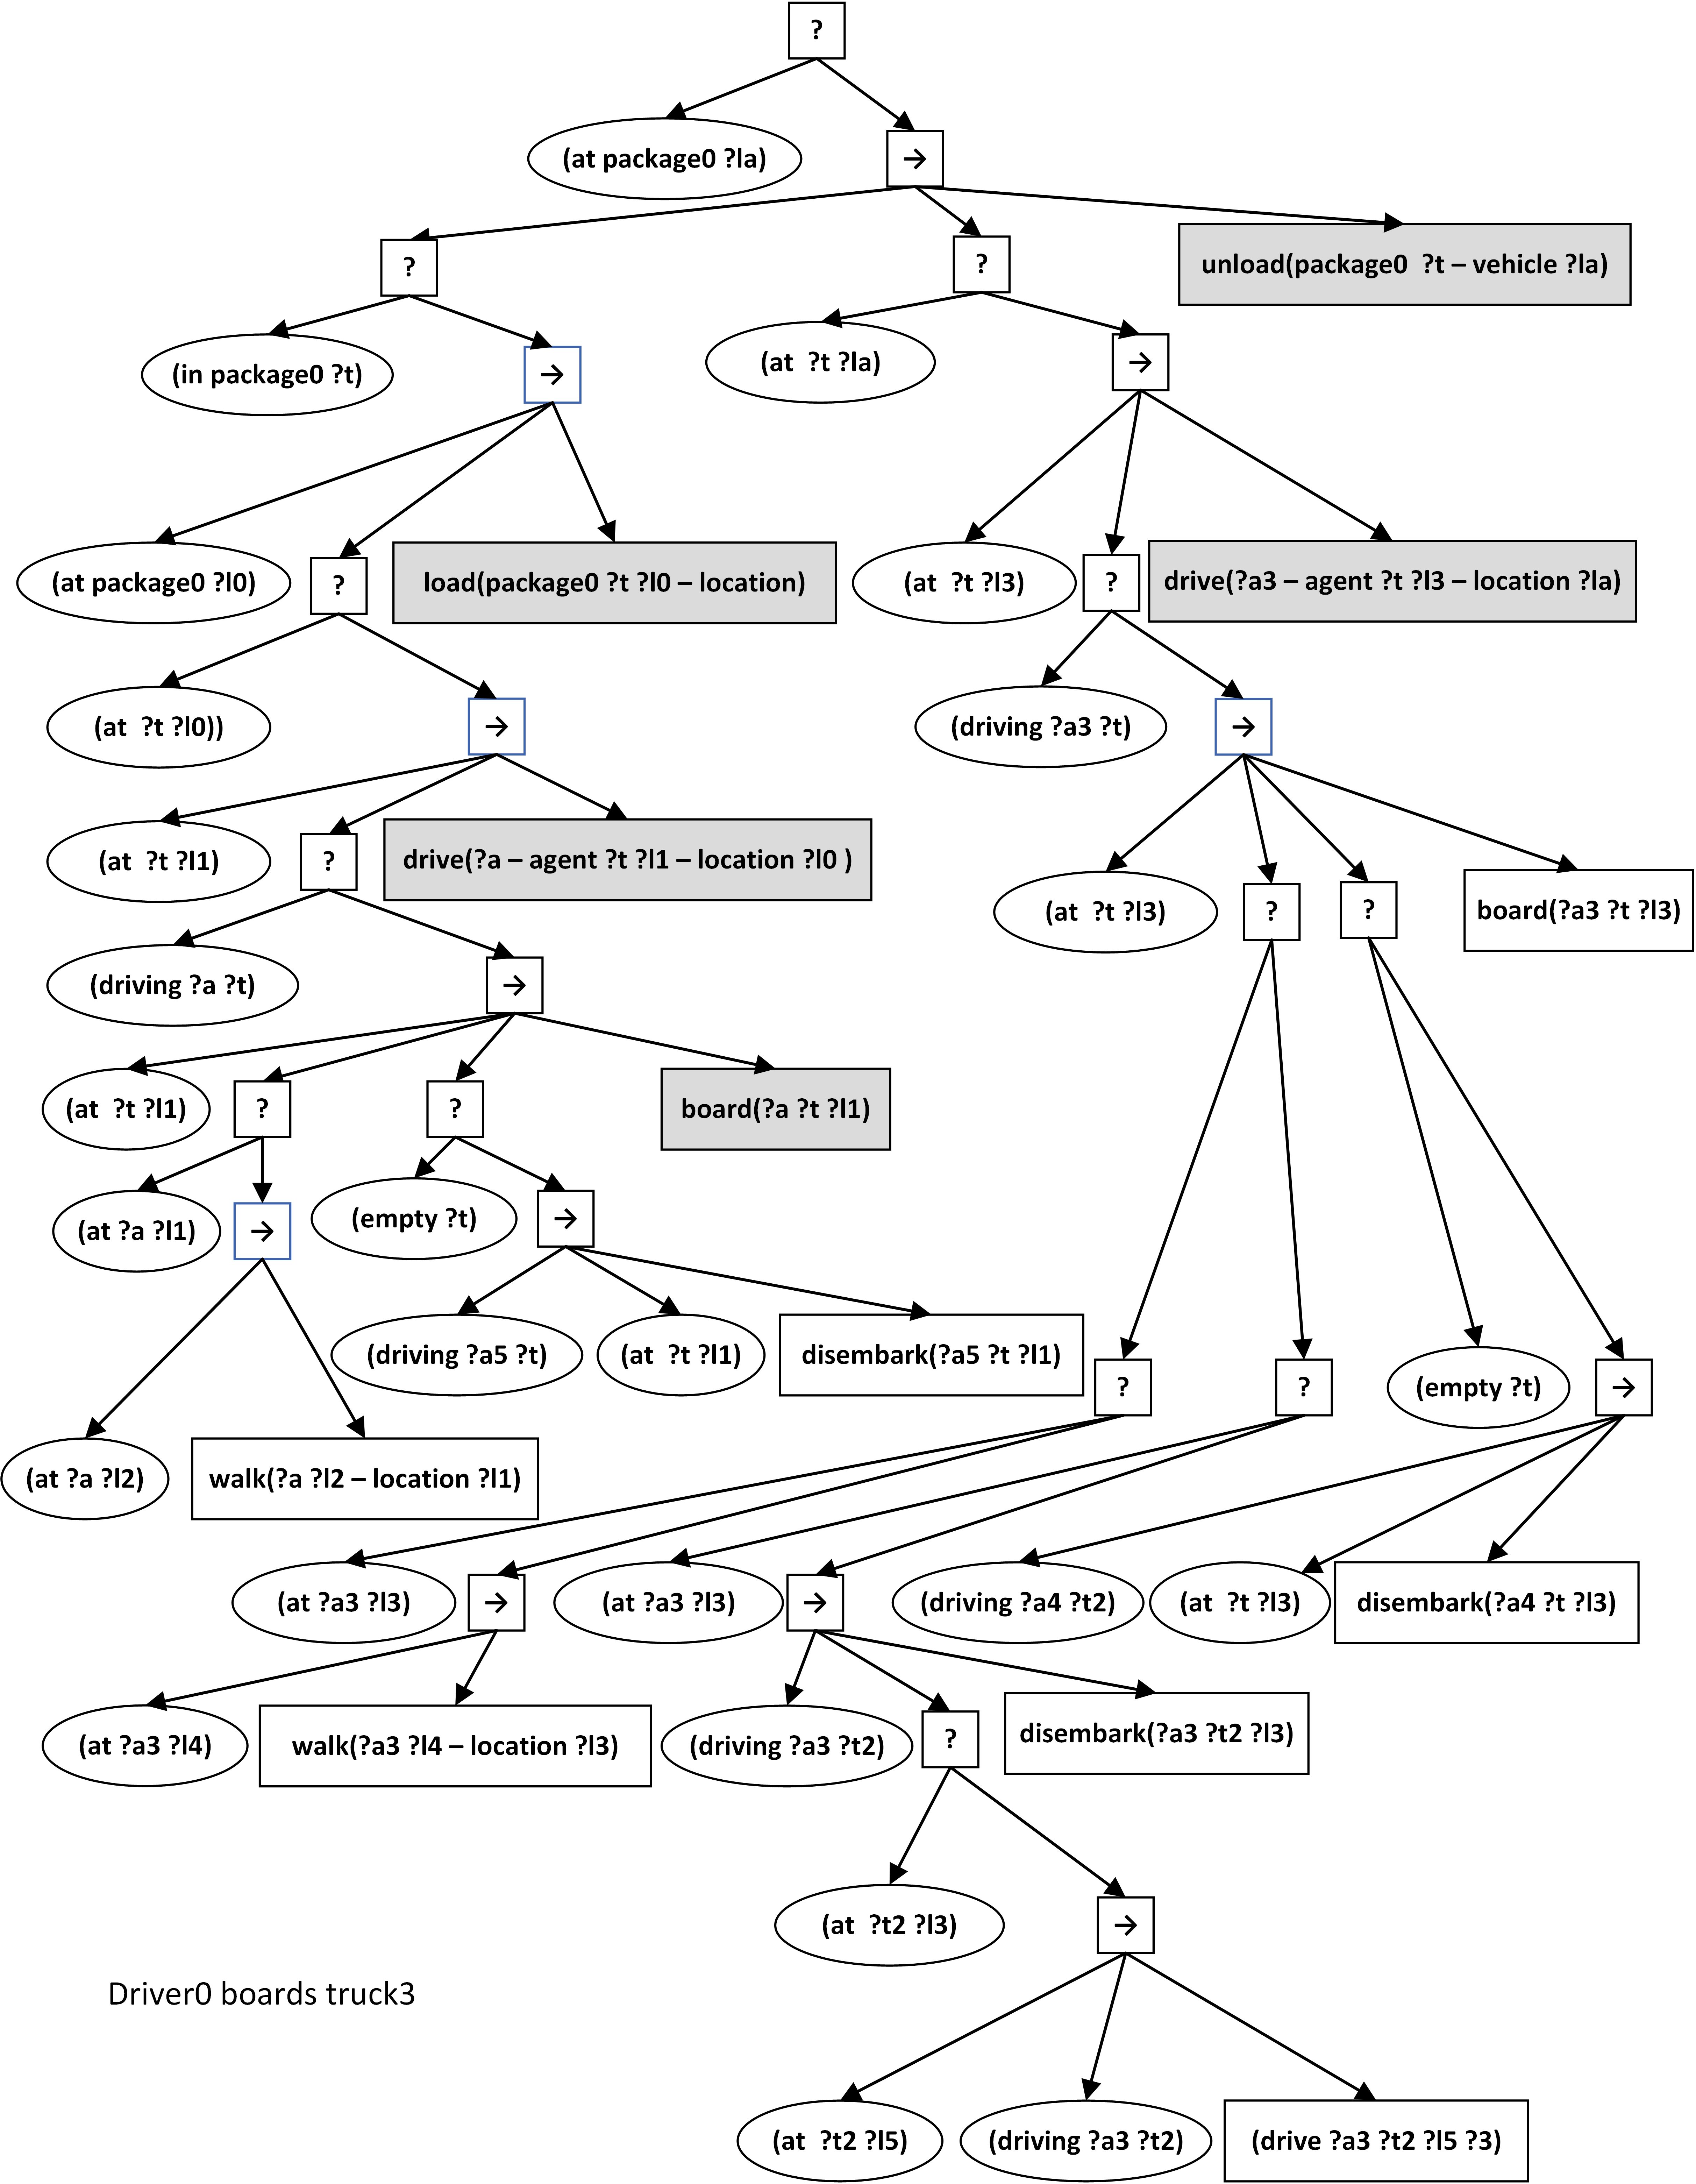 ?
(at package0 ?la)
→
?
?
unload(package0  ?t – vehicle ?la)
(in package0 ?t)
→
(at  ?t ?la)
→
(at package0 ?l0)
?
load(package0 ?t ?l0 – location)
(at  ?t ?l3)
?
drive(?a3 – agent ?t ?l3 – location ?la)
(at  ?t ?l0))
→
(driving ?a3 ?t)
→
(at  ?t ?l1)
?
drive(?a – agent ?t ?l1 – location ?l0 )
(at  ?t ?l3)
?
?
board(?a3 ?t ?l3)
(driving ?a ?t)
→
(at  ?t ?l1)
?
?
board(?a ?t ?l1)
(at ?a ?l1)
→
(empty ?t)
→
(driving ?a5 ?t)
(at  ?t ?l1)
disembark(?a5 ?t ?l1)
?
?
(empty ?t)
→
(at ?a ?l2)
walk(?a ?l2 – location ?l1)
(at ?a3 ?l3)
→
(at ?a3 ?l3)
→
(driving ?a4 ?t2)
(at  ?t ?l3)
disembark(?a4 ?t ?l3)
(at ?a3 ?l4)
walk(?a3 ?l4 – location ?l3)
(driving ?a3 ?t2)
?
disembark(?a3 ?t2 ?l3)
(at  ?t2 ?l3)
→
Driver0 boards truck3
(at  ?t2 ?l5)
(driving ?a3 ?t2)
(drive ?a3 ?t2 ?l5 ?3)